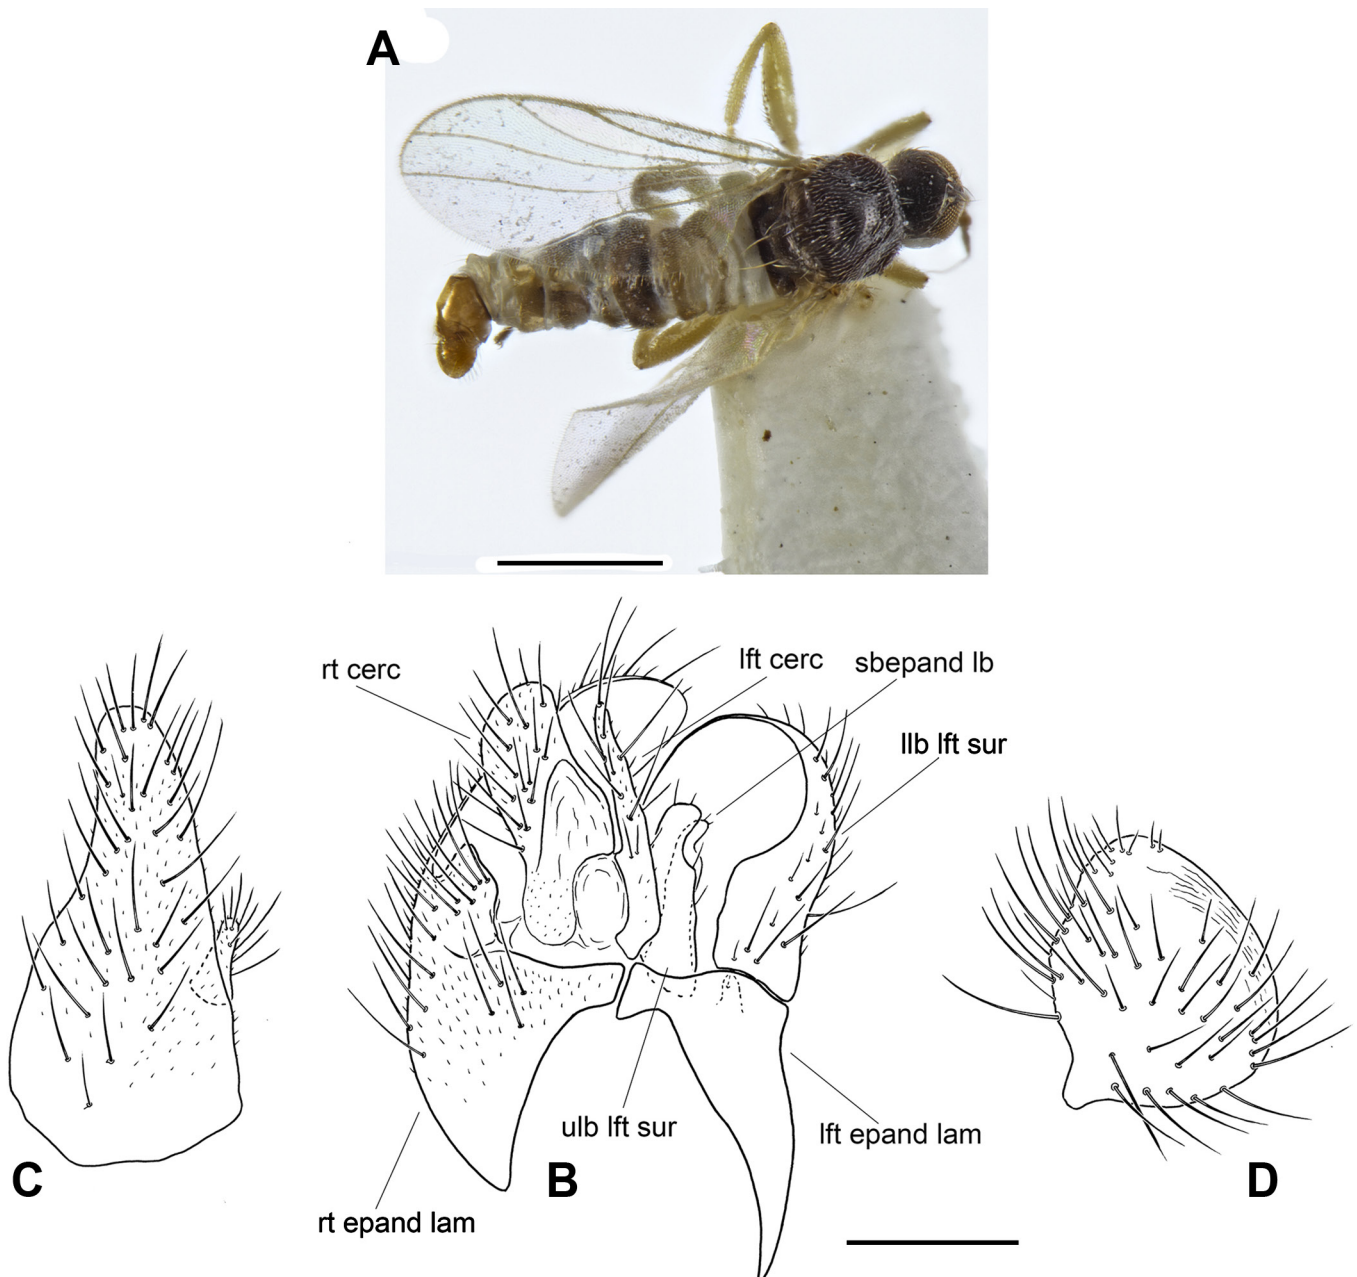 A
rt cerc
lft cerc
sbepand lb
llb lft sur
ulb lft sur
lft epand lam
rt epand lam
C
B
D